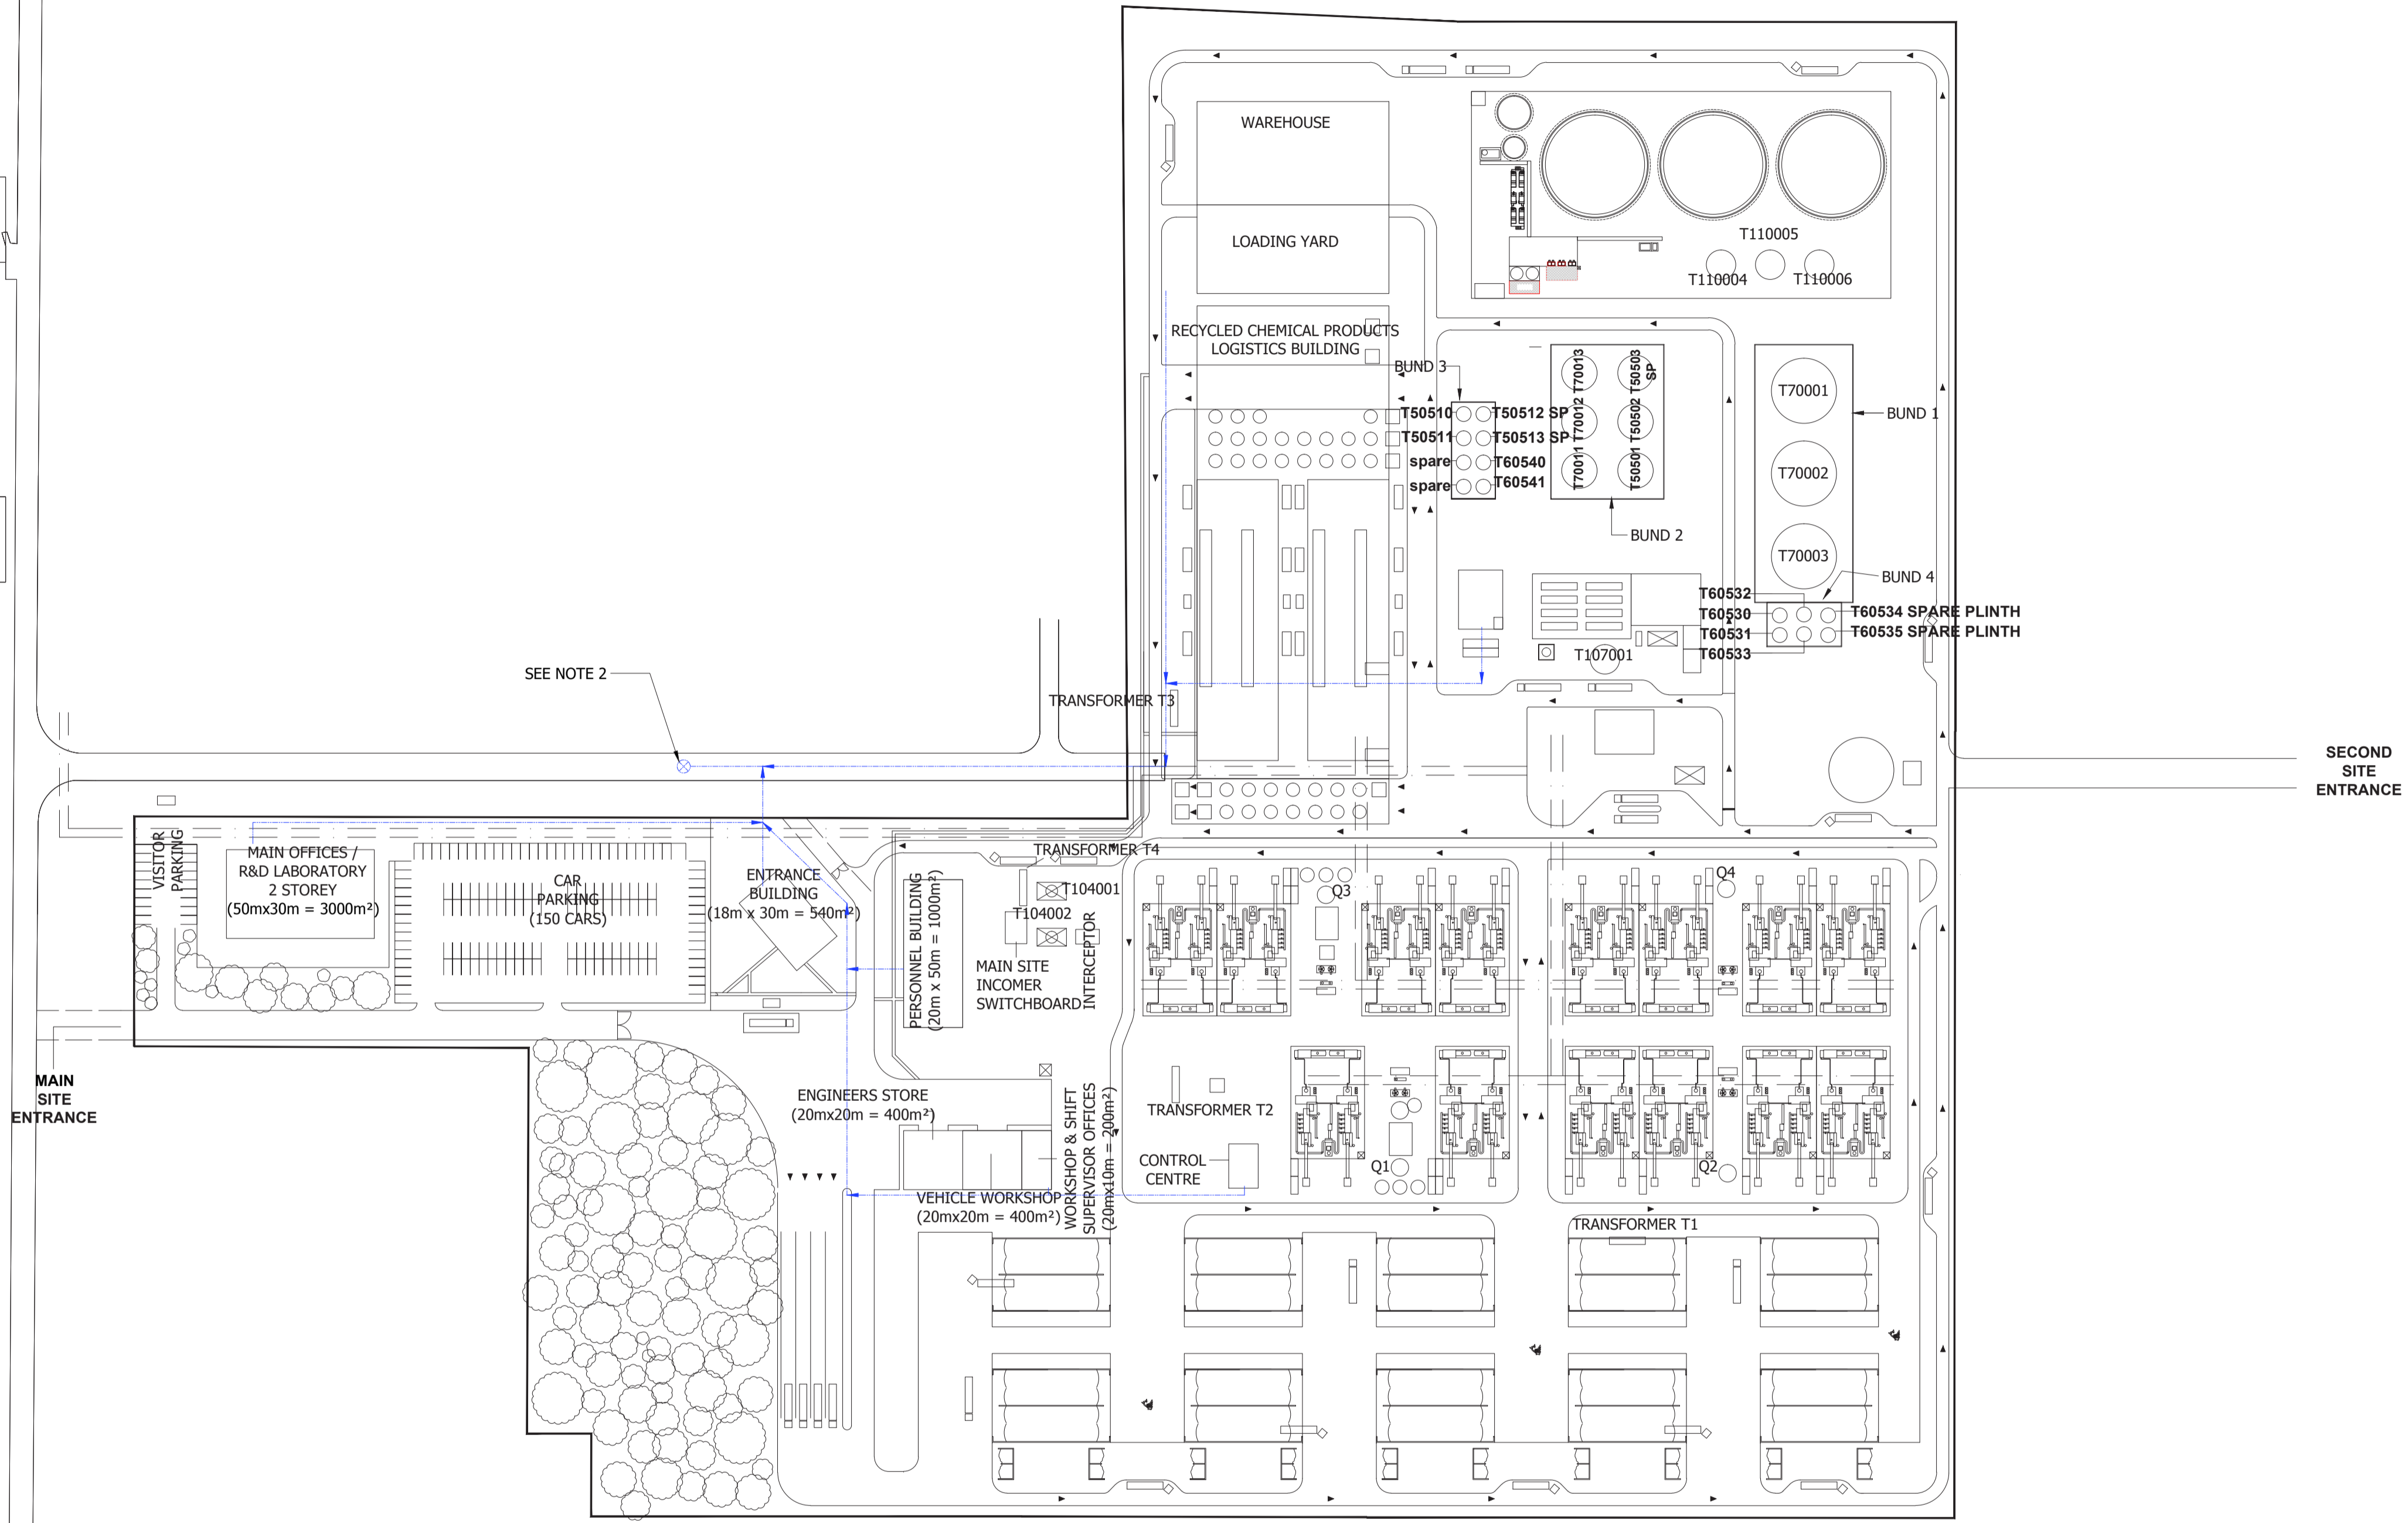 WAREHOUSE
LOADING YARD
T110005
T110004
T110006
RECYCLED CHEMICAL PRODUCTS
LOGISTICS BUILDING
BUND 3
T50510
T50512 SP
T50511
T50513 SP
spare
T60540
spare
T60541
T70013
T70012
T70011
T50503
SP
T50502
T50501
BUND 2
T70001
BUND 1
T70002
T70003
BUND 4
T60532
T60530
T60534 SPARE PLINTH
T60531
T60535 SPARE PLINTH
T60533
T107001
SEE NOTE 2
TRANSFORMER T3
SECOND
SITE
ENTRANCE
VISITOR
PARKING
MAIN OFFICES /
R&D LABORATORY
2 STOREY
(50mx30m = 3000m²)
CAR
PARKING
(150 CARS)
ENTRANCE
BUILDING
(18m x 30m = 540m²)
PERSONNEL BUILDING
(20m x 50m = 1000m²)
TRANSFORMER T4
T104001
T104002
MAIN SITE
INCOMER
SWITCHBOARD
INTERCEPTOR
Q3
Q4
MAIN
SITE
ENTRANCE
ENGINEERS STORE
(20mx20m = 400m²)
WORKSHOP & SHIFT
SUPERVISOR OFFICES
(20mx10m = 200m²)
VEHICLE WORKSHOP
(20mx20m = 400m²)
TRANSFORMER T2
CONTROL
CENTRE
Q1
Q2
TRANSFORMER T1